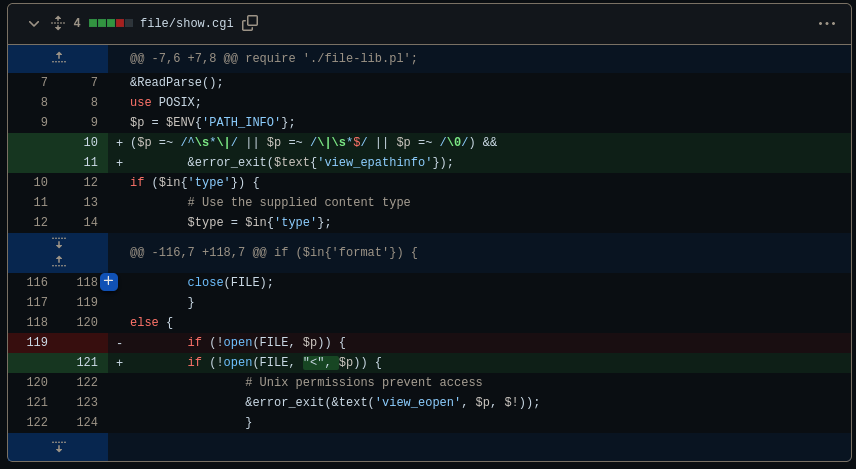 4 file/show.cgi
@@ -7,6 +7,8 @@ require './file-lib.pl';
7 7 &ReadParse();
8 8 use POSIX;
9 9 $p = $ENV{'PATH_INFO'};
10 + ($p =~ /^\s*\|/ || $p =~ /\|\s*$/ || $p =~ /\0/) &&
11 + &error_exit($text{'view_epathinfo'});
10 12 if ($in{'type'}) {
11 13 # Use the supplied content type
12 14 $type = $in{'type'};
@@ -116,7 +118,7 @@ if ($in{'format'}) {
116 118 + close(FILE);
117 119 }
118 120 else {
119 - if (!open(FILE, $p)) {
121 + if (!open(FILE, "<", $p)) {
120 122 # Unix permissions prevent access
121 123 &error_exit(&text('view_eopen', $p, $!));
122 124 }